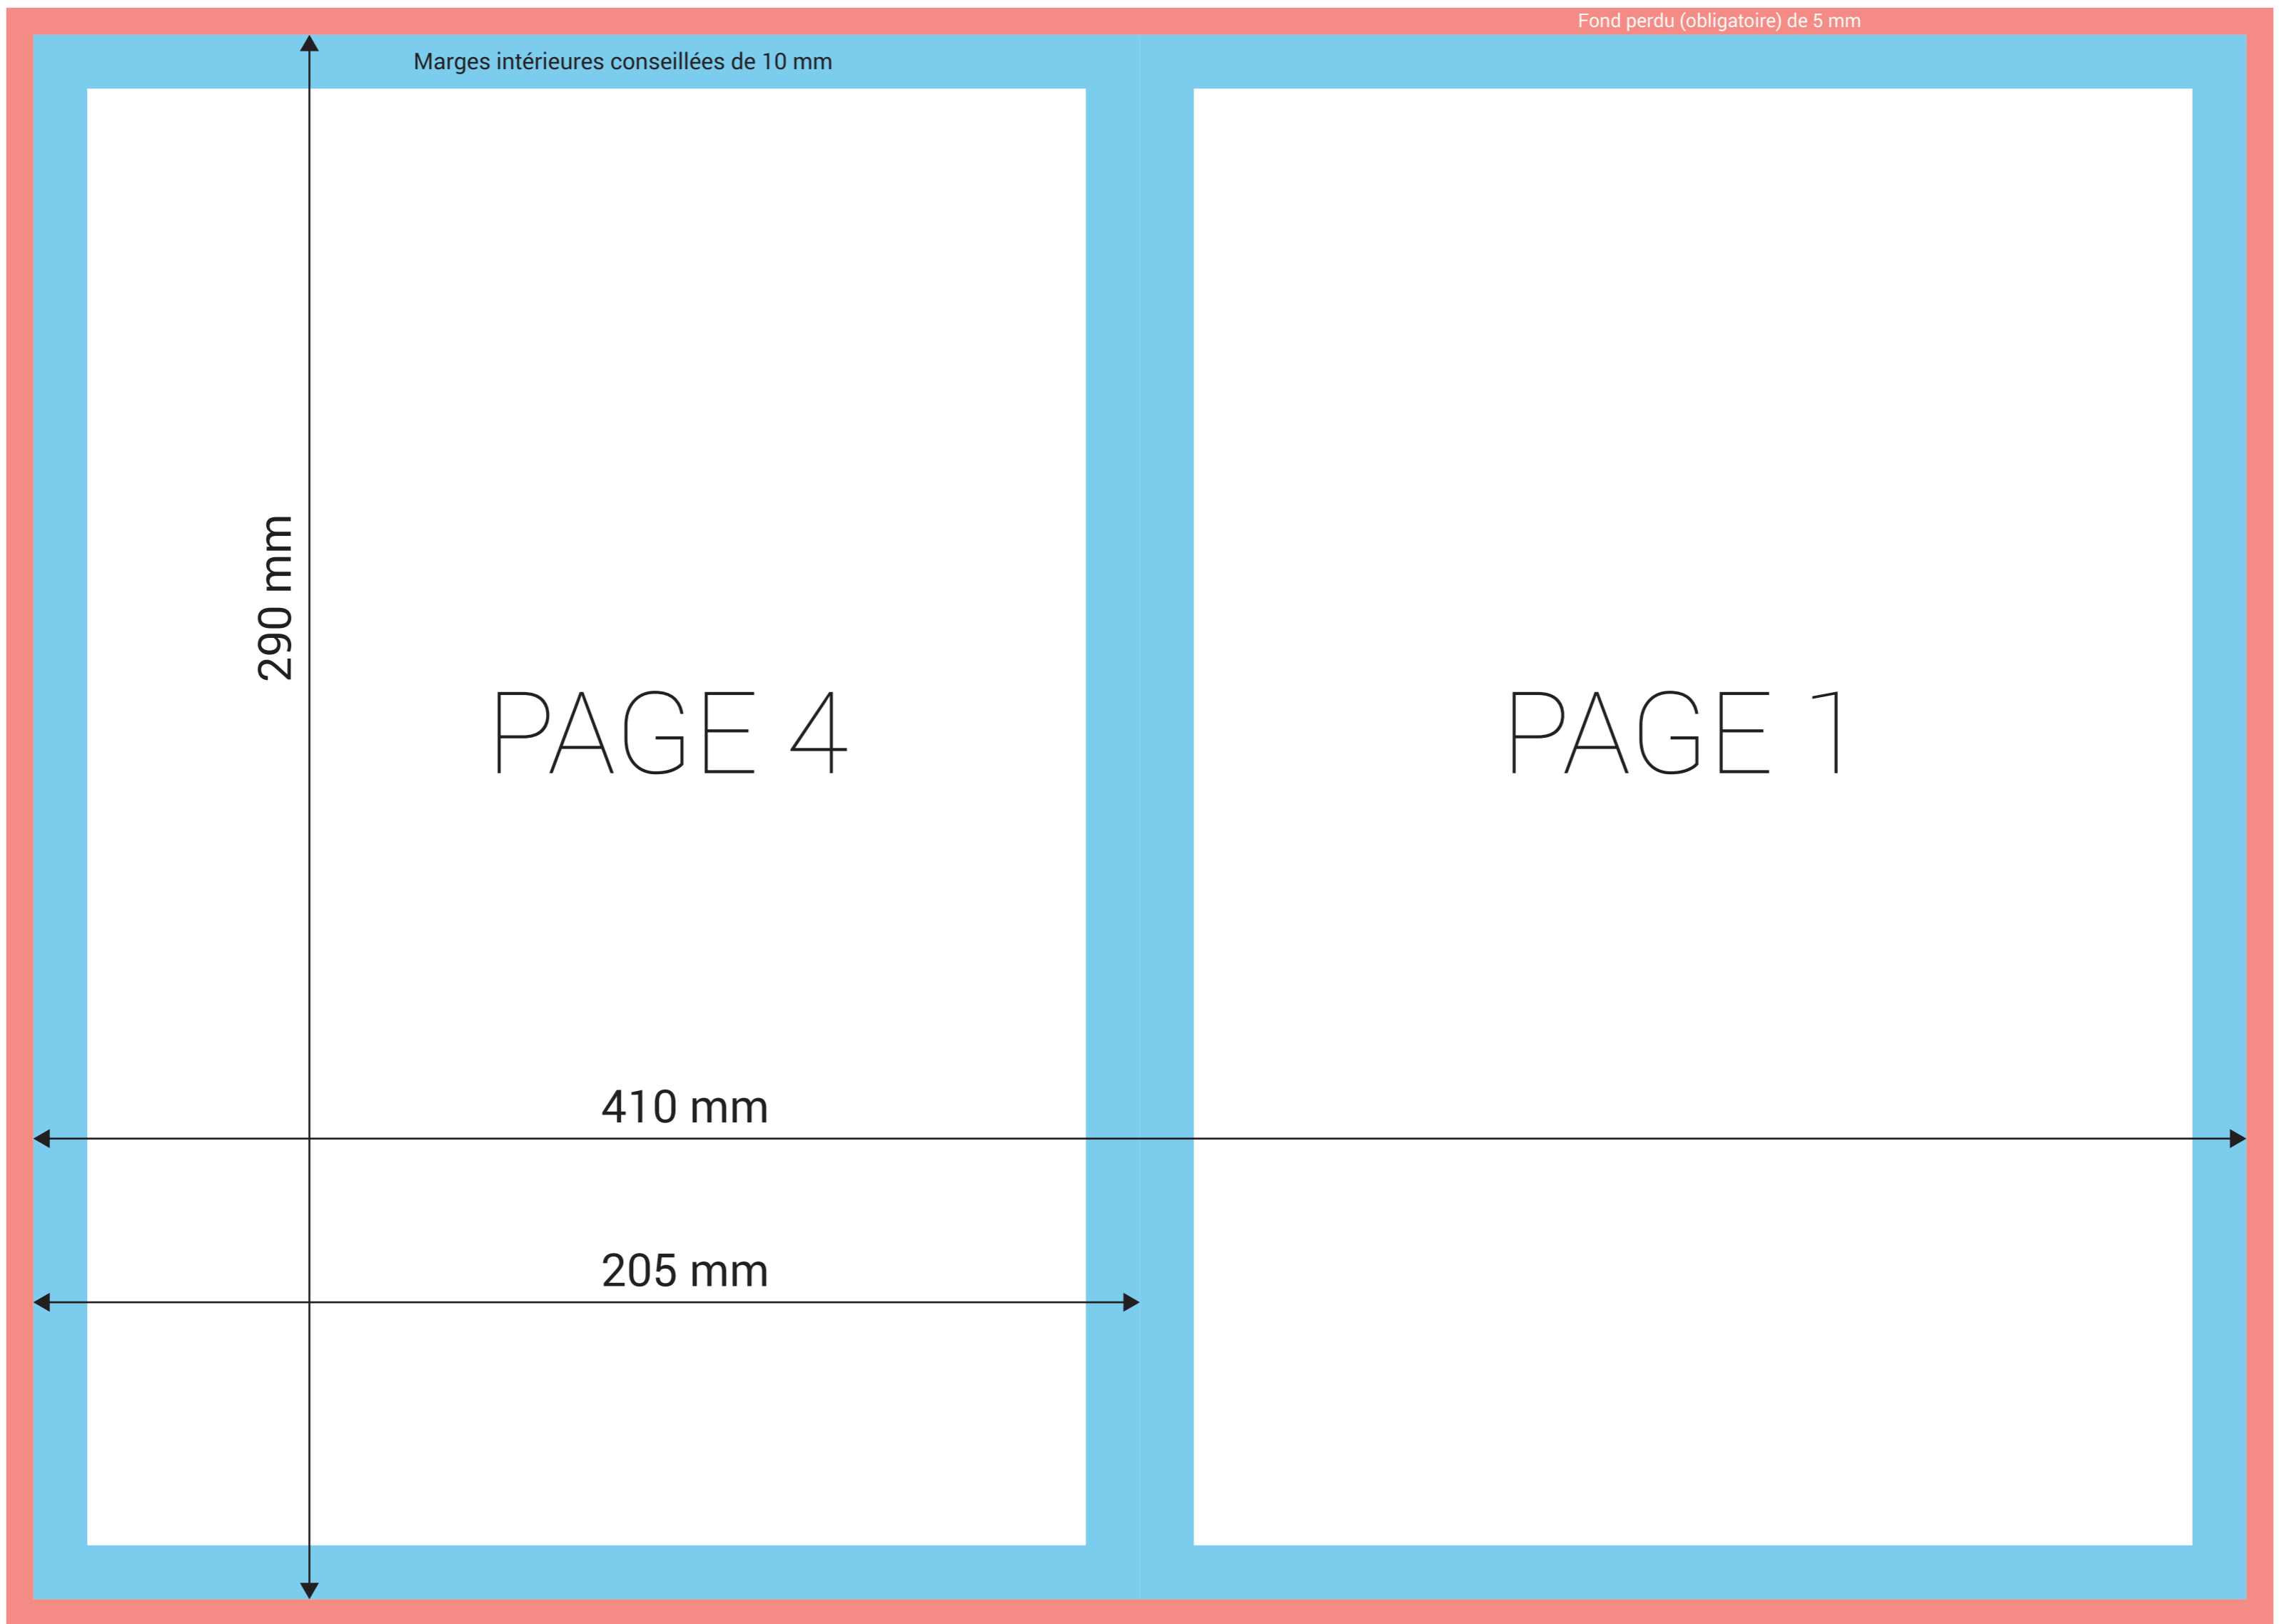 Fond perdu (obligatoire) de 5 mm
Marges intérieures conseillées de 10 mm
290 mm
PAGE 4
PAGE 1
410 mm
205 mm